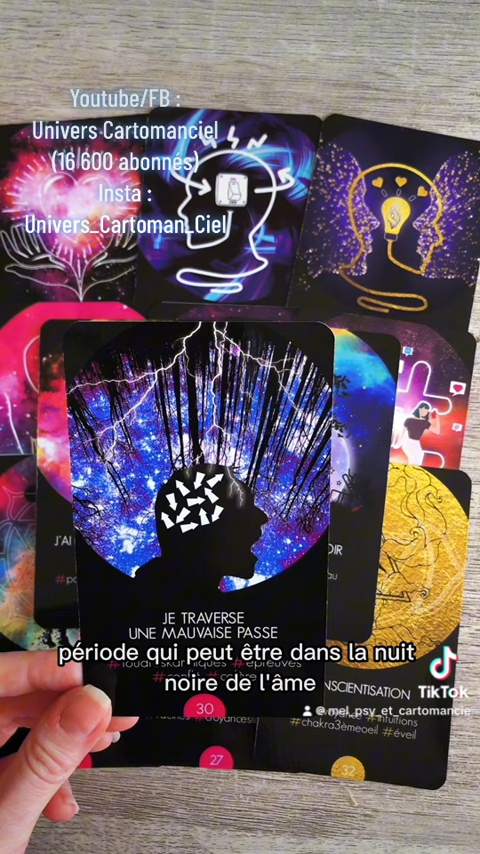 Youtube/FB :
Univers Cartomanciel
(16 600 abonnés)
Insta :
Univers_Cartoman_Ciel
JE TRAVERSE
UNE MAUVAISE PASSE
période qui peut être dans la nuit
noire de l'âme
#épreuves
30
27
#intuitions
#chakra3èmeoeil #éveil
32
TikTok
@mel_psy_et_cartomancie